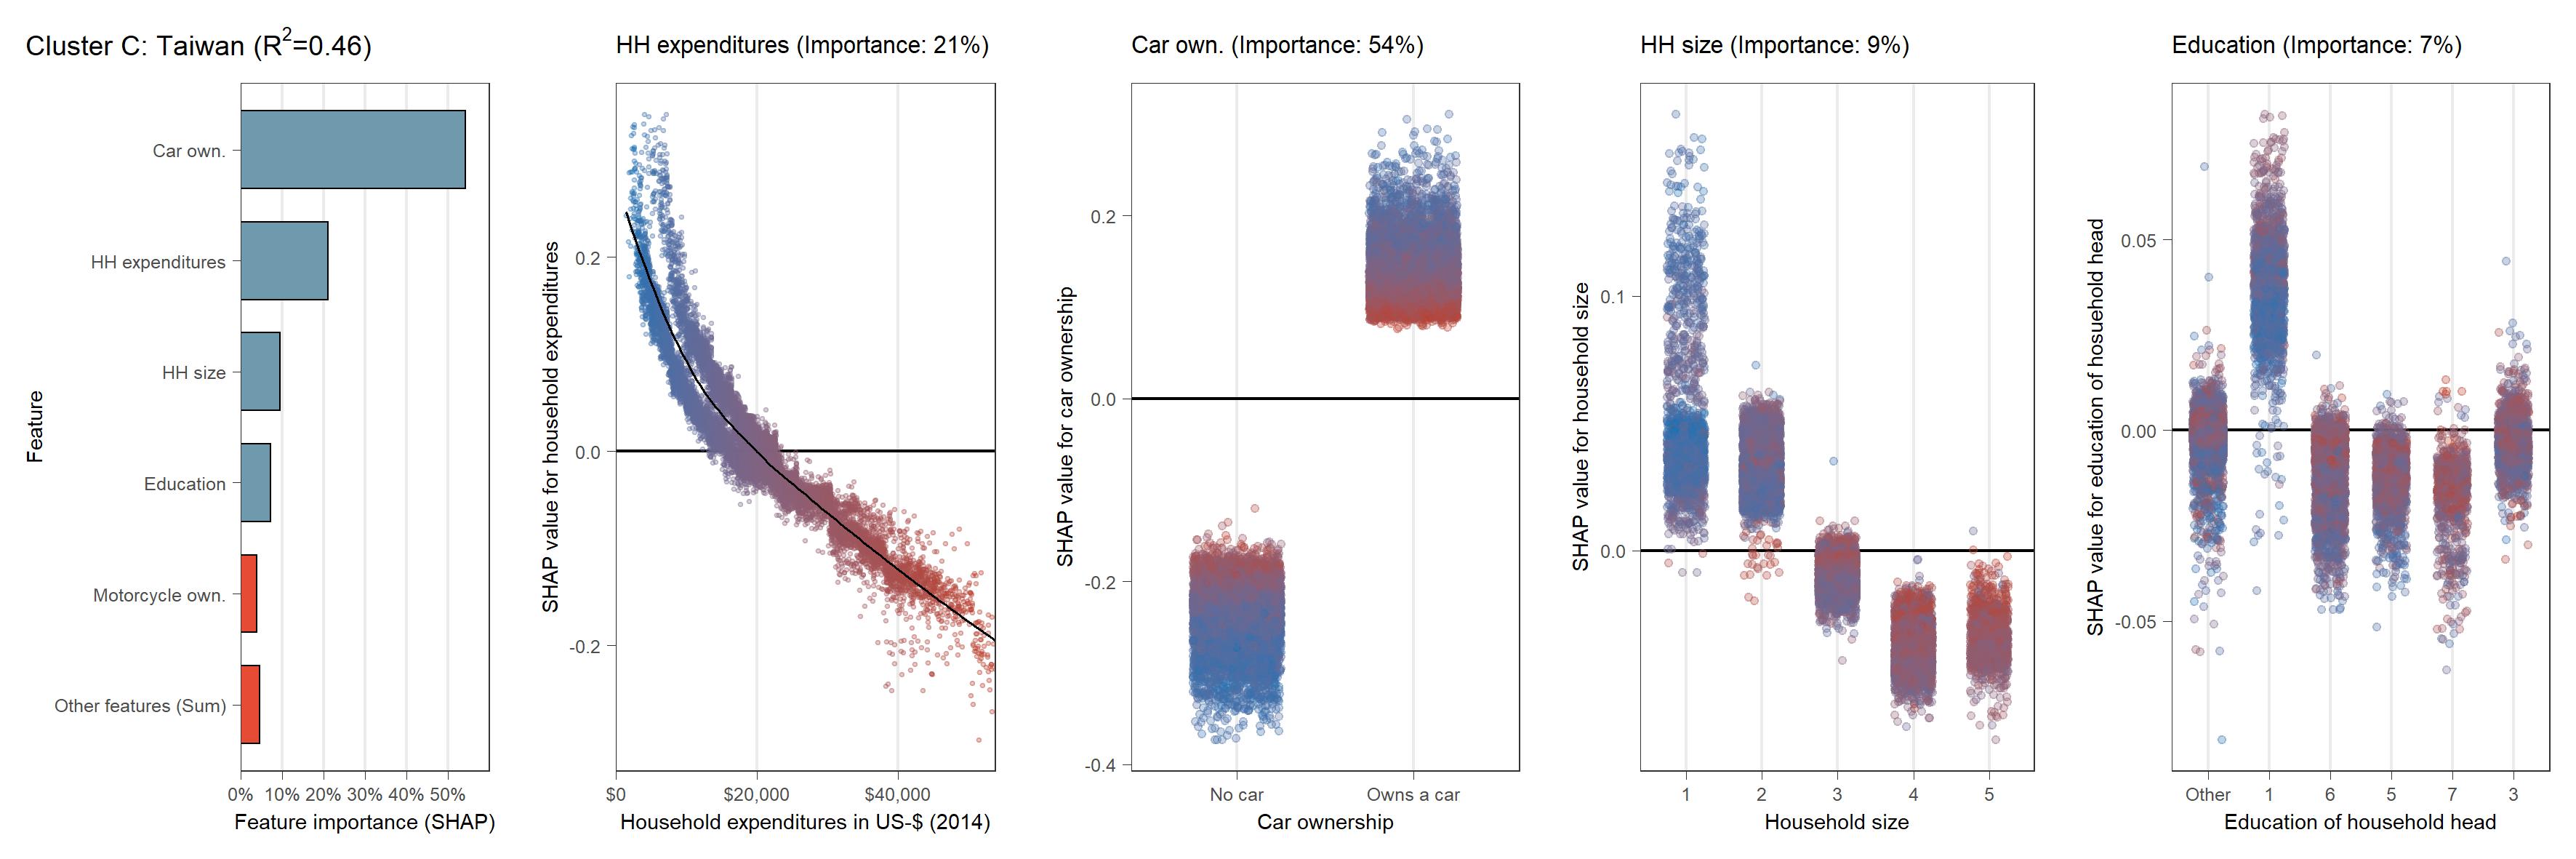 Cluster C: Taiwan (R2=0.46)
Feature
Car own.
HH expenditures
HH size
Education
Motorcycle own.
Other features (Sum)
0% 10% 20% 30% 40% 50%
Feature importance (SHAP)
HH expenditures (Importance: 21%)
SHAP value for household expenditures
0.2
0.0
-0.2
$0 $20,000 $40,000
Household expenditures in US-$ (2014)
Car own. (Importance: 54%)
SHAP value for car ownership
0.2
0.0
-0.2
-0.4
No car Owns a car
Car ownership
HH size (Importance: 9%)
SHAP value for household size
0.1
0.0
1 2 3 4 5
Household size
Education (Importance: 7%)
SHAP value for education of household head
0.05
0.00
-0.05
Other 1 6 5 7 3
Education of household head